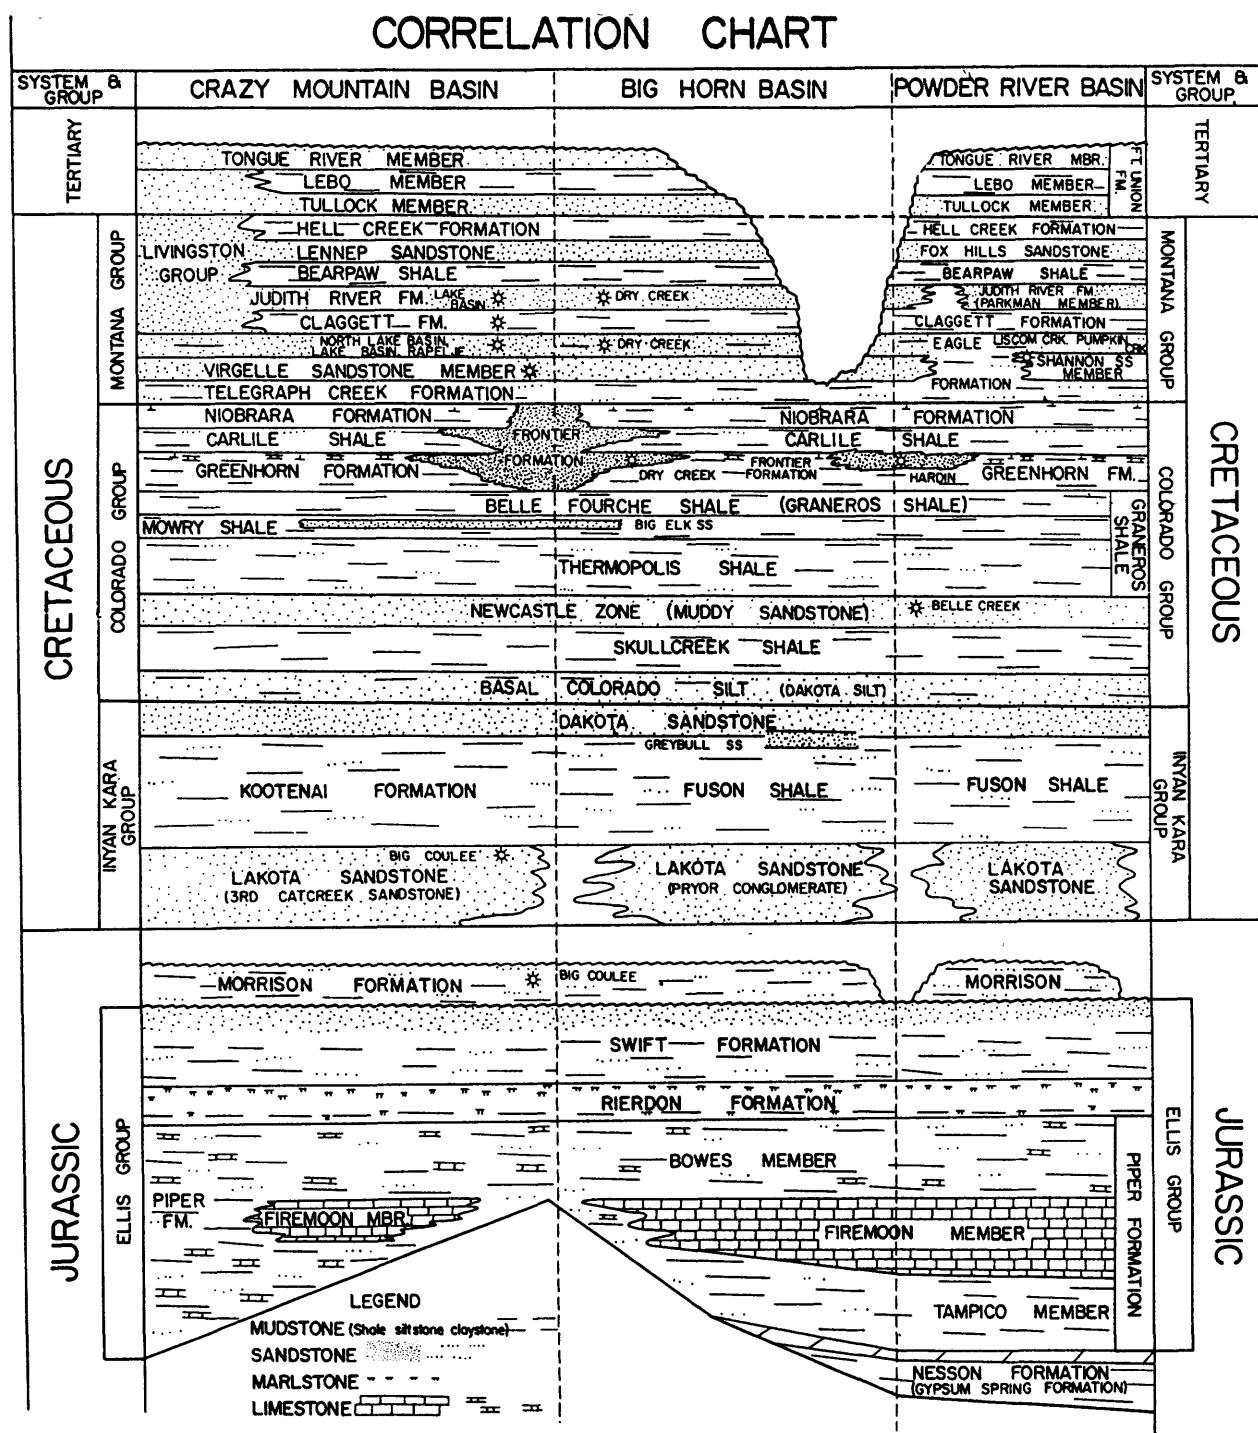 CORRELATION CHART
SYSTEM &
GROUP
CRAZY MOUNTAIN BASIN
BIG HORN BASIN
POWDER RIVER BASIN
SYSTEM &
GROUP
TERTIARY
TONGUE RIVER MEMBER
LEBO MEMBER
TULLOCK MEMBER
TONGUE RIVER MBR.
LEBO MEMBER
TULLOCK MEMBER
FT. UNION
FM.
TERTIARY
CRETACEOUS
MONTANA GROUP
LIVINGSTON
GROUP
HELL CREEK FORMATION
LENNEP SANDSTONE
BEARPAW SHALE
JUDITH RIVER FM.
LAKE
BASIN
DRY CREEK
CLAGGETT FM.
NORTH LAKE BASIN,
LAKE BASIN, RAPELJE
DRY CREEK
VIRGELLE SANDSTONE MEMBER
TELEGRAPH CREEK FORMATION
HELL CREEK FORMATION
FOX HILLS SANDSTONE
BEARPAW SHALE
JUDITH RIVER FM.
(PARKMAN MEMBER)
CLAGGETT FORMATION
EAGLE
LISCOM CRK. PUMPKIN
CRK
SHANNON SS
MEMBER
FORMATION
MONTANA GROUP
CRETACEOUS
COLORADO GROUP
NIOBRARA FORMATION
NIOBRARA FORMATION
CARLILE SHALE
FRONTIER
CARLILE SHALE
GREENHORN FORMATION
FORMATION
DRY CREEK
FRONTIER
FORMATION
HARDIN
GREENHORN FM.
BELLE FOURCHE SHALE (GRANEROS SHALE)
MOWRY SHALE
BIG ELK SS
GRANEROS
SHALE
THERMOPOLIS SHALE
NEWCASTLE ZONE (MUDDY SANDSTONE)
BELLE CREEK
SKULLCREEK SHALE
BASAL COLORADO SILT (DAKOTA SILT)
COLORADO GROUP
INYAN KARA
GROUP
DAKOTA SANDSTONE
GREYBULL SS
KOOTENAI FORMATION
FUSON SHALE
FUSON SHALE
BIG COULEE
LAKOTA SANDSTONE
(3RD CATCREEK SANDSTONE)
LAKOTA SANDSTONE
(PRYOR CONGLOMERATE)
LAKOTA
SANDSTONE
INYAN KARA
GROUP
JURASSIC
MORRISON FORMATION
BIG COULEE
MORRISON
ELLIS GROUP
SWIFT FORMATION
RIERDON FORMATION
BOWES MEMBER
PIPER
FM.
FIREMOON MBR.
FIREMOON MEMBER
TAMPICO MEMBER
PIPER FORMATION
ELLIS GROUP
JURASSIC
NESSON FORMATION
(GYPSUM SPRING FORMATION)
LEGEND
MUDSTONE (Shale siltstone claystone)
SANDSTONE
MARLSTONE
LIMESTONE